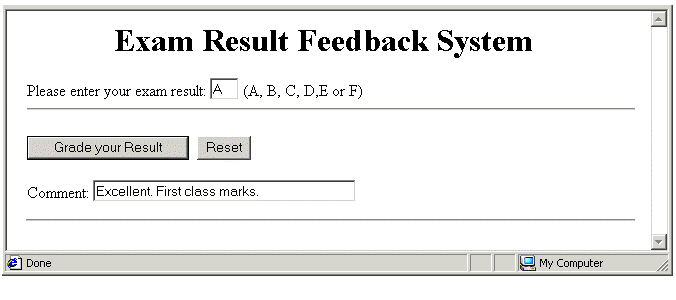 Exam Result Feedback System
Please enter your exam result: A (A, B, C, D,E or F)
Grade your Result Reset
Comment: Excellent. First class marks.
Done My Computer